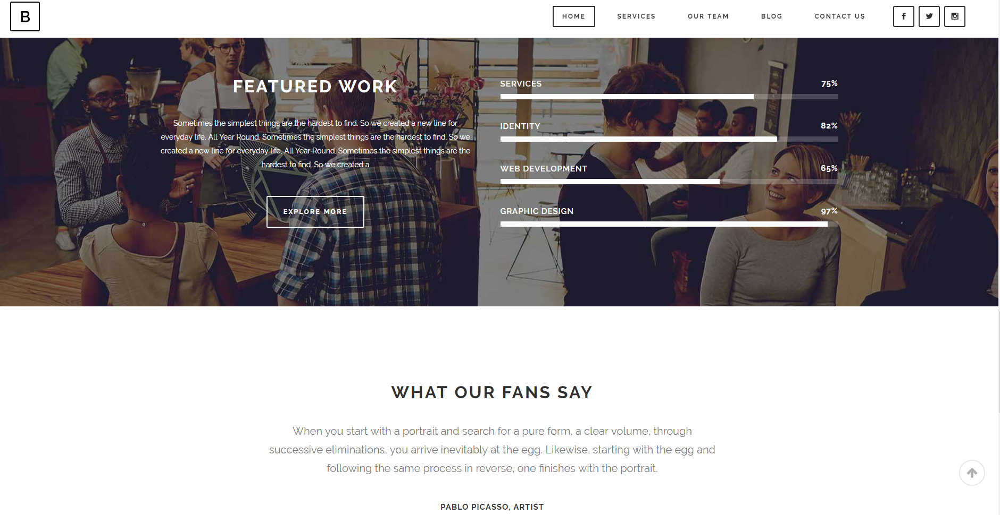 B
HOME SERVICES OUR TEAM BLOG CONTACT US
FEATURED WORK
Sometimes the simplest things are the hardest to find. So we created a new line for
everyday life, All Year Round. Sometimes the simplest things are the hardest to find. So we
created a new line for everyday life, All Year Round. Sometimes the simplest things are the
hardest to find. So we created a
EXPLORE MORE
SERVICES 75%
IDENTITY 82%
WEB DEVELOPMENT 65%
GRAPHIC DESIGN 97%
WHAT OUR FANS SAY
When you start with a portrait and search for a pure form, a clear volume, through
successive eliminations, you arrive inevitably at the egg. Likewise, starting with the egg and
following the same process in reverse, one finishes with the portrait.
PABLO PICASSO, ARTIST